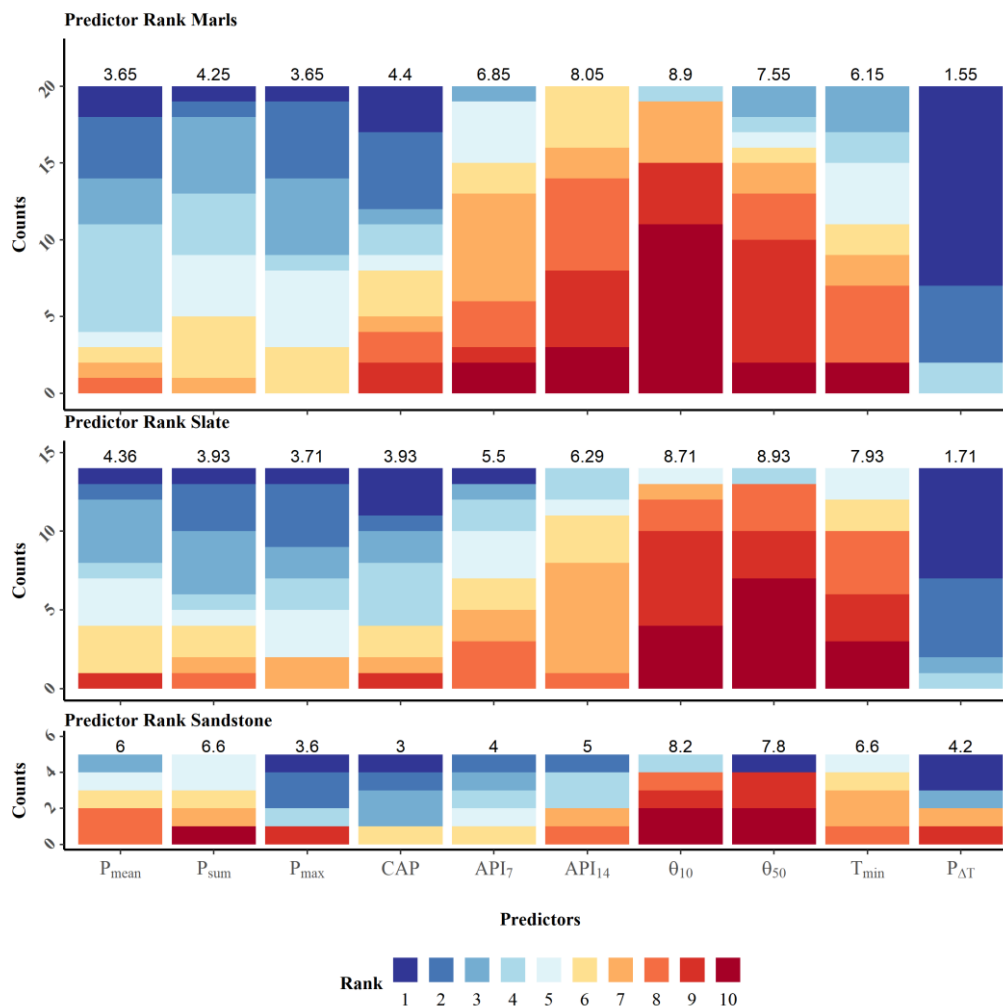 Predictor Rank Marls
3.65 4.25 3.65 4.4 6.85 8.05 8.9 7.55 6.15 1.55
20
15
10
5
0
Counts
Predictor Rank Slate
4.36 3.93 3.71 3.93 5.5 6.29 8.71 8.93 7.93 1.71
15
10
5
0
Counts
Predictor Rank Sandstone
6 6.6 3.6 3 4 5 8.2 7.8 6.6 4.2
6
4
2
0
Counts
Pmean Psum Pmax CAP API7 API14 θ10 θ50 Tmin PΔT
Predictors
Rank
1 2 3 4 5 6 7 8 9 10